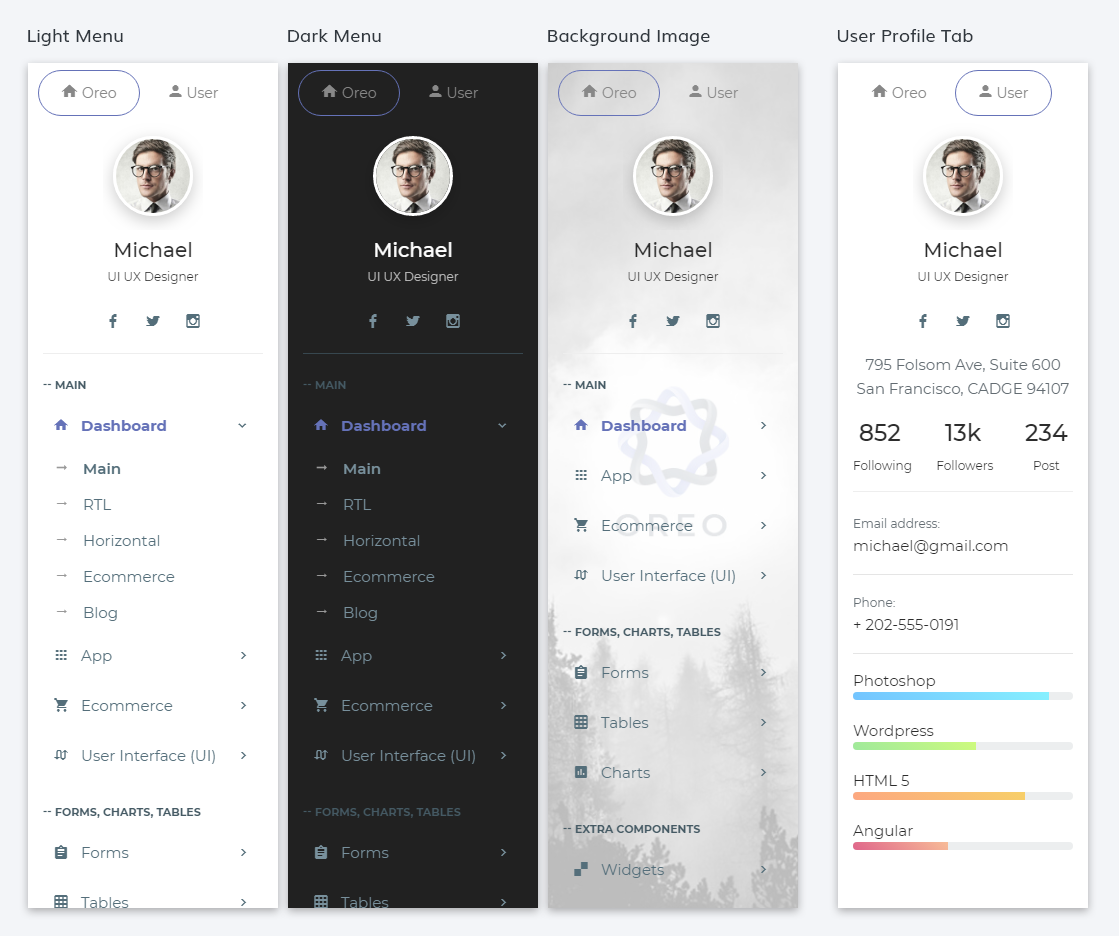 Light Menu
Oreo User
Michael
UI UX Designer
-- MAIN
Dashboard
Main
RTL
Horizontal
Ecommerce
Blog
App
Ecommerce
User Interface (UI)
-- FORMS, CHARTS, TABLES
Forms
Tables
Dark Menu
Oreo User
Michael
UI UX Designer
-- MAIN
Dashboard
Main
RTL
Horizontal
Ecommerce
Blog
App
Ecommerce
User Interface (UI)
-- FORMS, CHARTS, TABLES
Forms
Tables
Background Image
Oreo User
Michael
UI UX Designer
-- MAIN
Dashboard
App
Ecommerce
OREO
User Interface (UI)
-- FORMS, CHARTS, TABLES
Forms
Tables
Charts
-- EXTRA COMPONENTS
Widgets
User Profile Tab
Oreo User
Michael
UI UX Designer
795 Folsom Ave, Suite 600
San Francisco, CADGE 94107
852 13k 234
Following Followers Post
Email address:
michael@gmail.com
Phone:
+ 202-555-0191
Photoshop
Wordpress
HTML 5
Angular